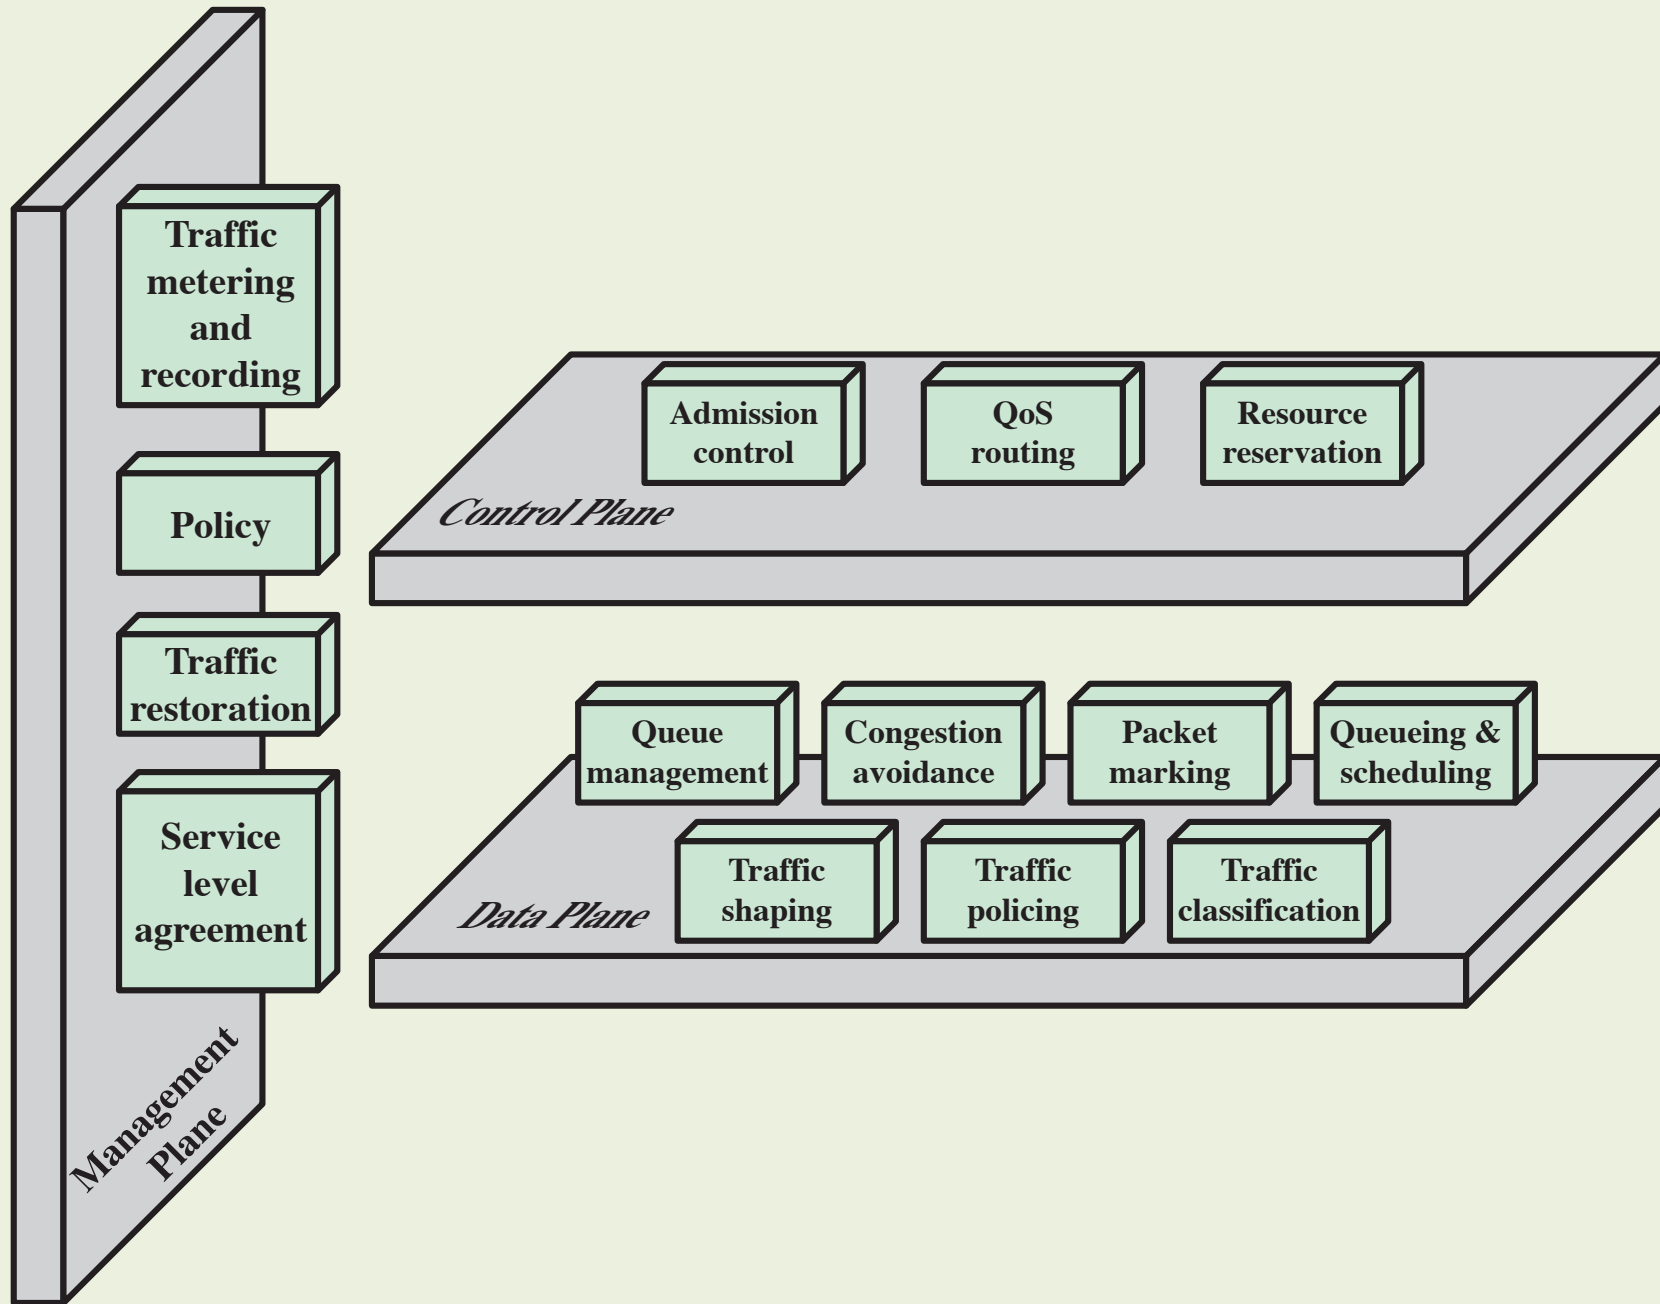 Traffic
metering
and
recording
Policy
Traffic
restoration
Service
level
agreement
Management
Plane
Admission
control
QoS
routing
Resource
reservation
Control Plane
Queue
management
Congestion
avoidance
Packet
marking
Queueing &
scheduling
Traffic
shaping
Traffic
policing
Traffic
classification
Data Plane